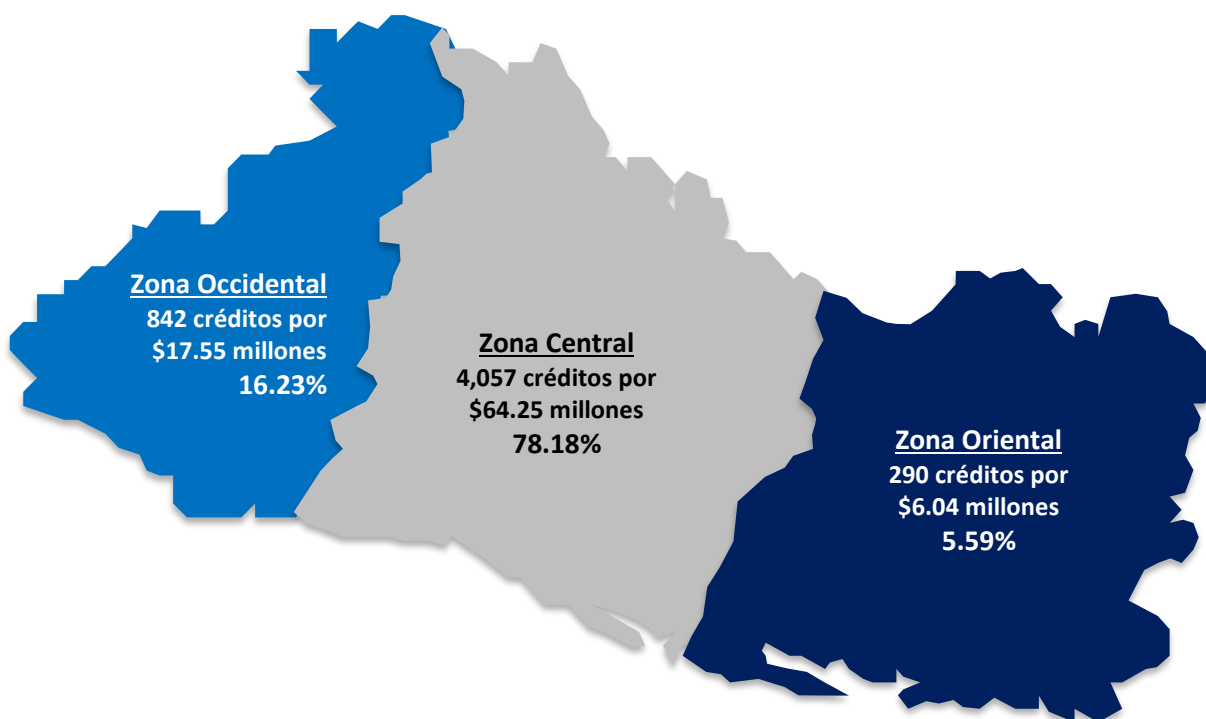 Zona Occidental
842 créditos por
$17.55 millones
16.23%
Zona Central
4,057 créditos por
$64.25 millones
78.18%
Zona Oriental
290 créditos por
$6.04 millones
5.59%